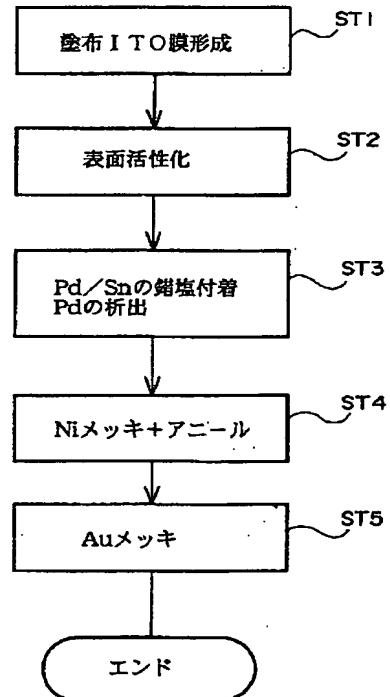 塗布ITO膜形成
ST1
表面活性化
ST2
Pd/Snの錯塩付着
Pdの析出
ST3
Niメッキ+アニール
ST4
Auメッキ
ST5
エンド